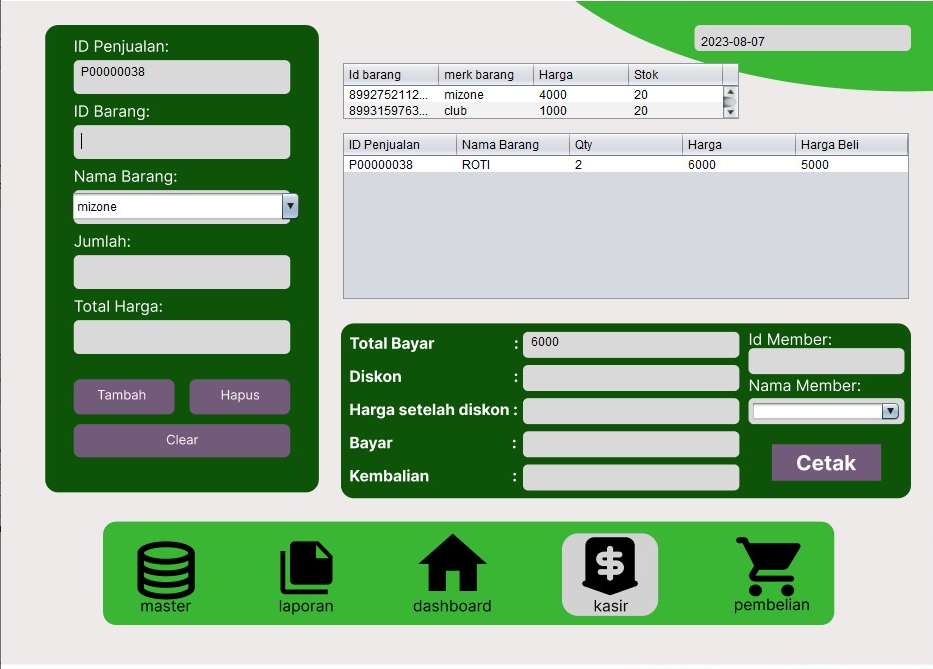 2023-08-07
ID Penjualan:
P00000038
ID Barang:
Nama Barang:
mizone
Jumlah:
Total Harga:
Tambah Hapus
Clear
Id barang merk barang Harga Stok
8992752112... mizone 4000 20
8993159763... club 1000 20
ID Penjualan Nama Barang Qty Harga Harga Beli
P00000038 ROTI 2 6000 5000
Total Bayar : 6000
Diskon :
Harga setelah diskon :
Bayar :
Kembalian :
Id Member:
Nama Member:
Cetak
master laporan dashboard kasir pembelian